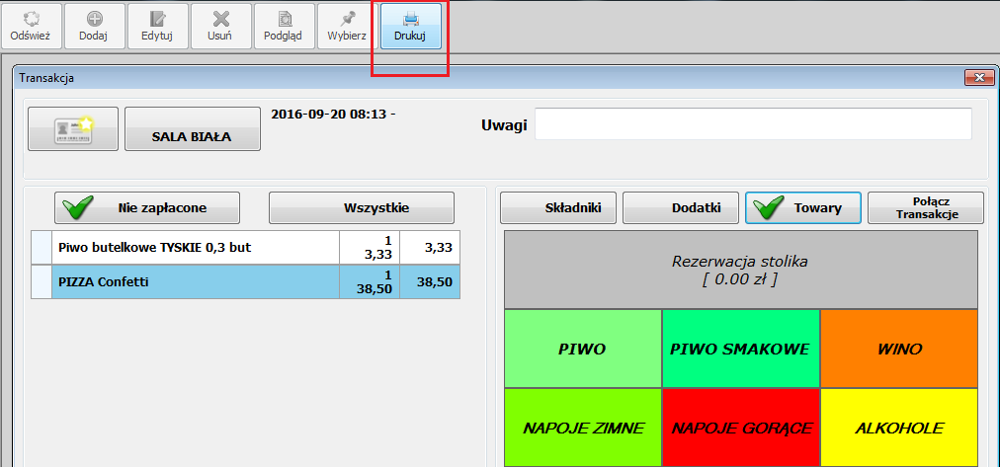 Odśwież Dodaj Edytuj Usuń Podgląd Wybierz Drukuj
Transakcja
SALA BIAŁA
2016-09-20 08:13 -
Uwagi
Nie zapłacone Wszystkie
Piwo butelkowe TYSKIE 0,3 but 1 3,33 3,33
PIZZA Confetti 1 38,50 38,50
Składniki Dodatki Towary Połącz Transakcje
Rezerwacja stolika
[ 0.00 zł ]
PIWO PIWO SMAKOWE WINO
NAPOJE ZIMNE NAPOJE GORĄCE ALKOHOLE